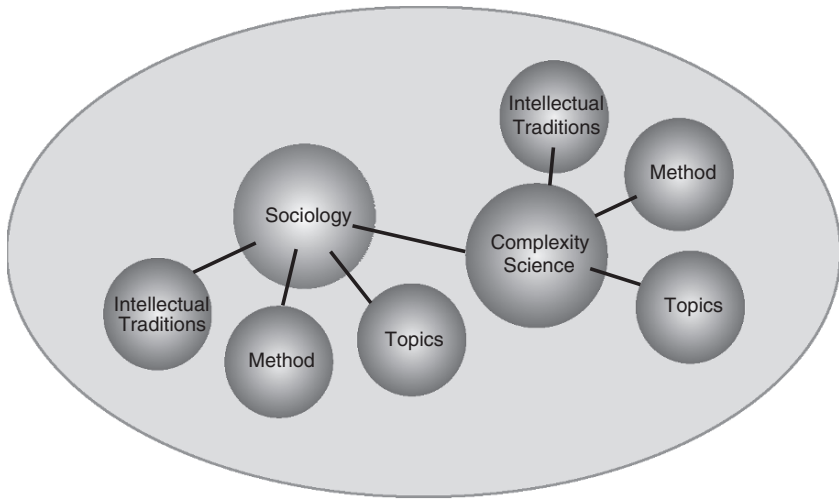 Intellectual
Traditions
Method
Sociology
Complexity
Science
Topics
Intellectual
Traditions
Method
Topics